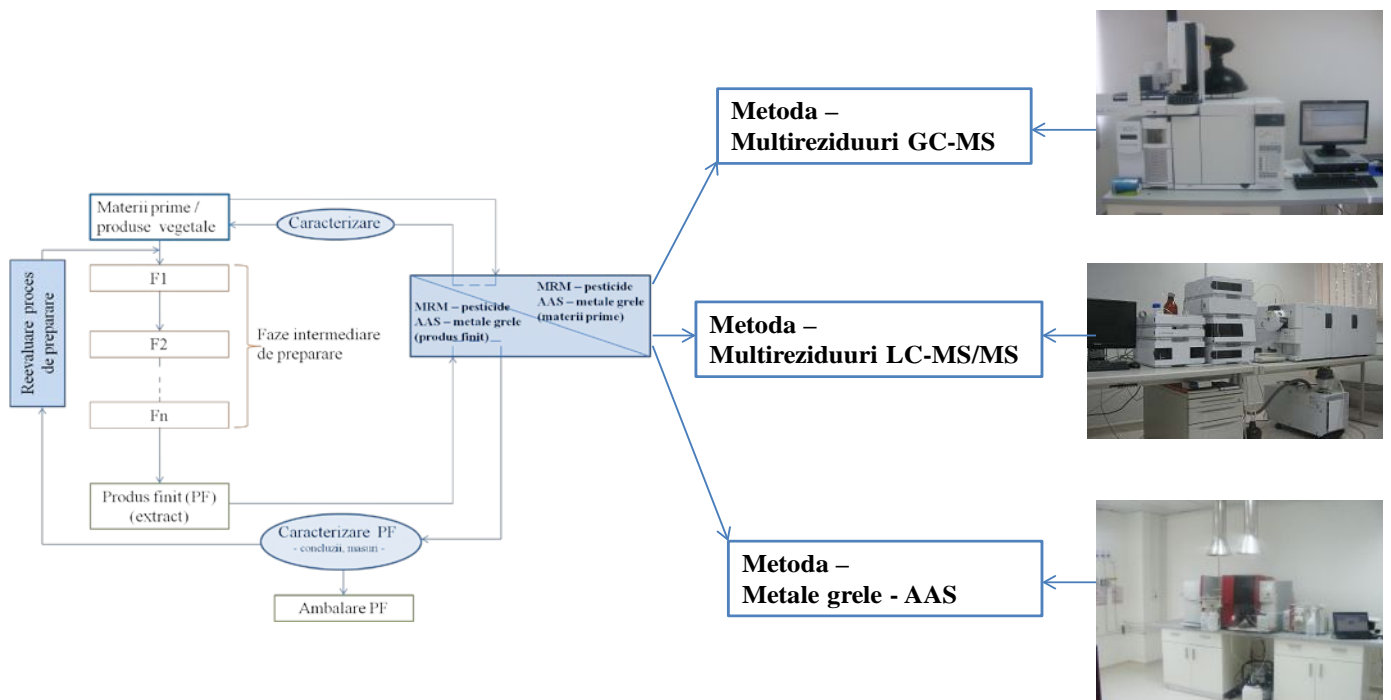 Metoda –
Multireziduuri GC-MS
Materii prime /
produse vegetale
Caracterizare
Reevaluare proces
de preparare
F1
F2
Fn
Faze intermediare
de preparare
MRM – pesticide
AAS – metale grele
(materii prime)
MRM – pesticide
AAS – metale grele
(produs finit)
Metoda –
Multireziduuri LC-MS/MS
Produs finit (PF)
(extract)
Caracterizare PF
- concluzii, masuri -
Ambalare PF
Metoda –
Metale grele - AAS